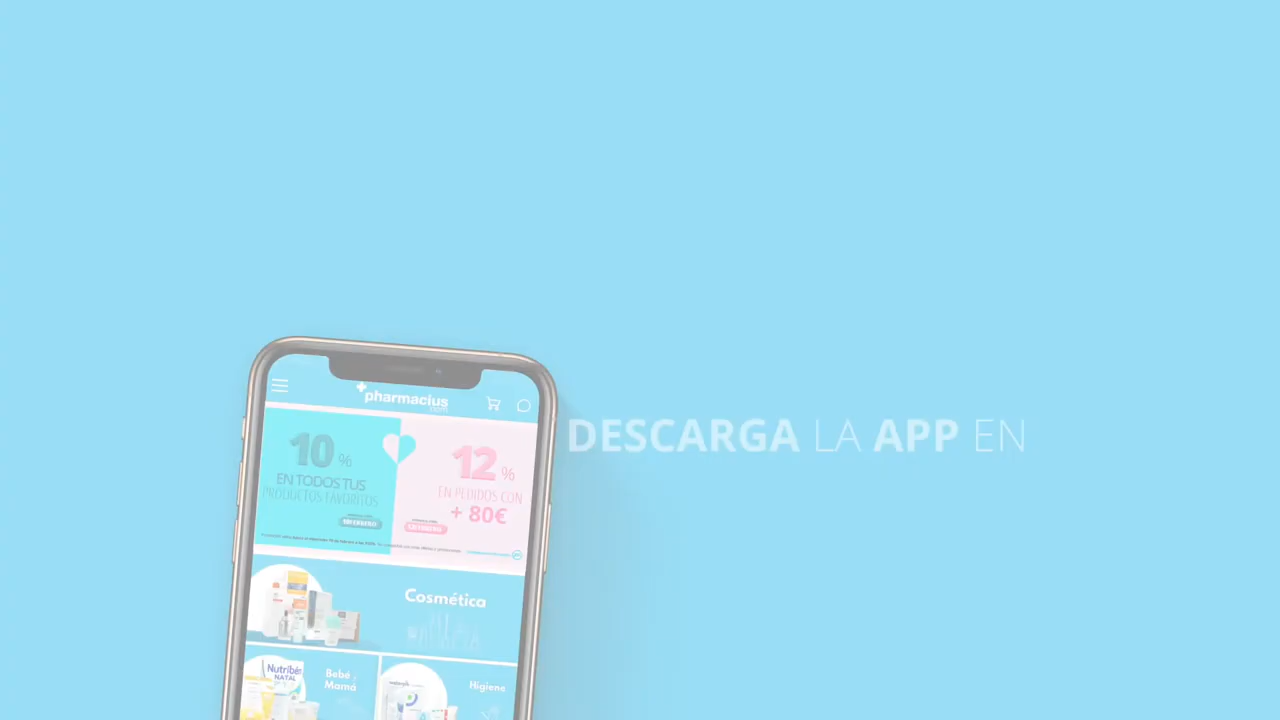 pharmacius
.com
DESCARGA LA APP EN
10 %
EN TODOS TUS
PRODUCTOS FAVORITOS
12 %
EN PEDIDOS CON
+ 80€
Cosmética
Nutribén
NATAL
Bebé y
Mamá
Higiene